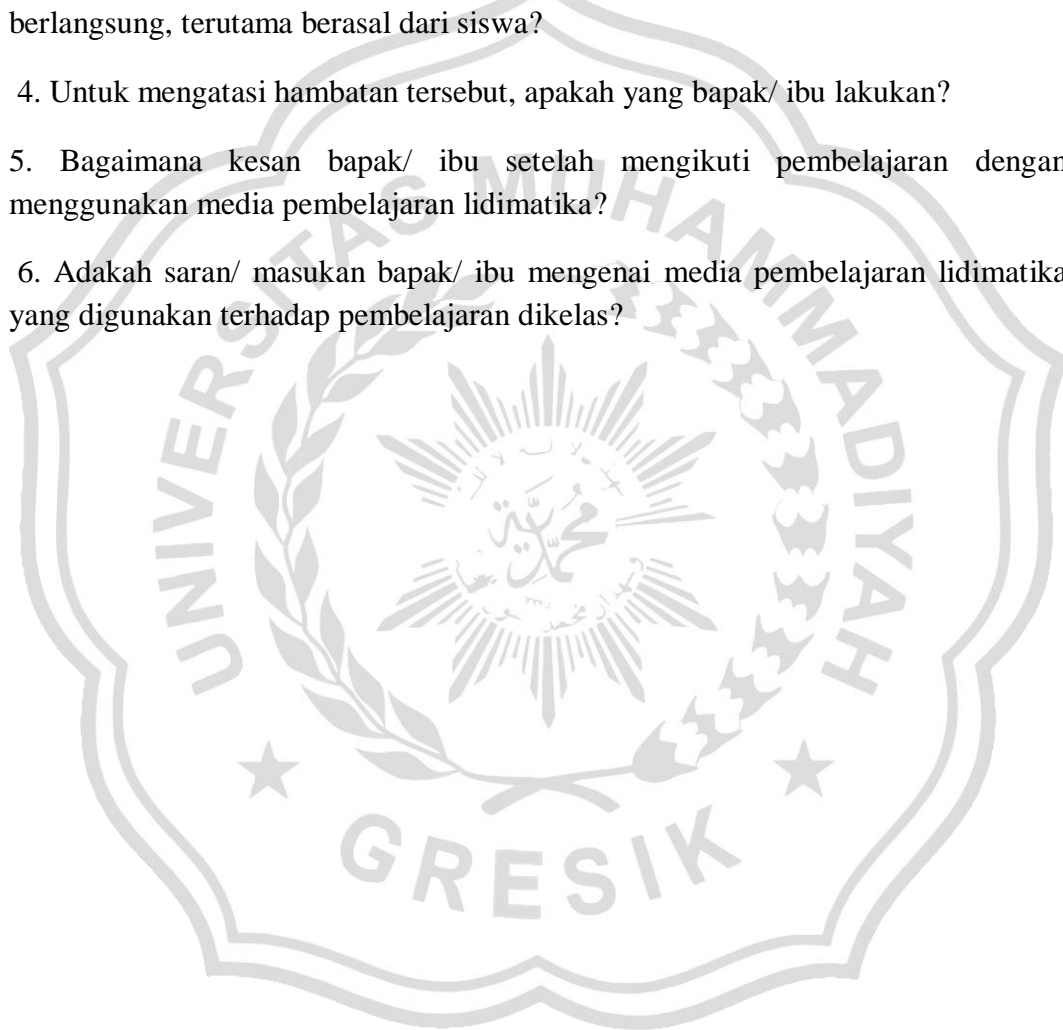 berlangsung, terutama berasal dari siswa?
4. Untuk mengatasi hambatan tersebut, apakah yang bapak/ ibu lakukan?
5. Bagaimana kesan bapak/ ibu setelah mengikuti pembelajaran dengan
menggunakan media pembelajaran lidimatika?
6. Adakah saran/ masukan bapak/ ibu mengenai media pembelajaran lidimatika
yang digunakan terhadap pembelajaran dikelas?
UNIVERSITAS MUHAMMADIYAH
GRESIK